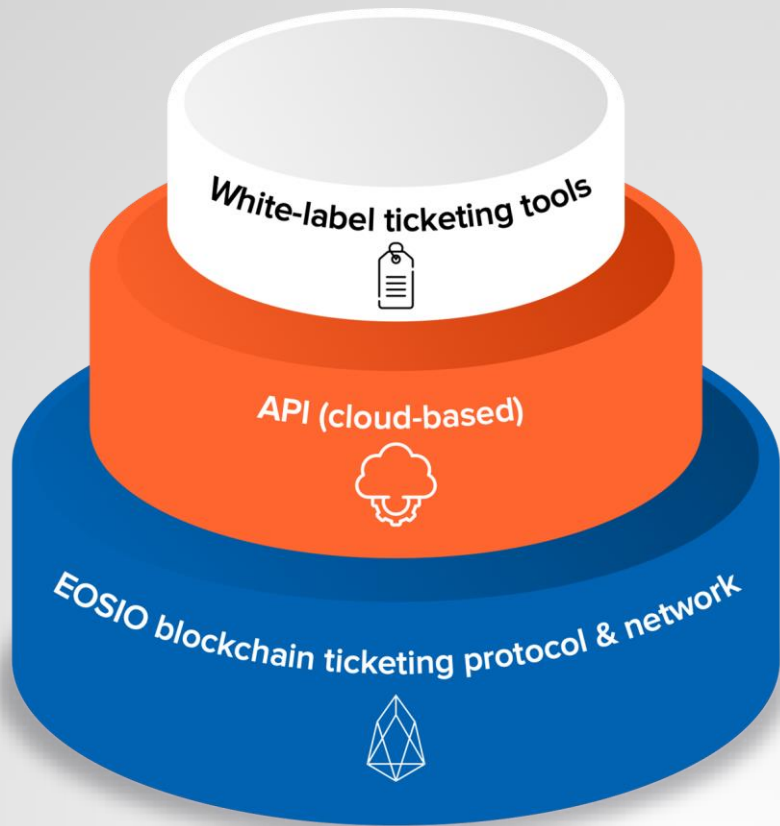 White-label ticketing tools
API (cloud-based)
EOSIO blockchain ticketing protocol & network